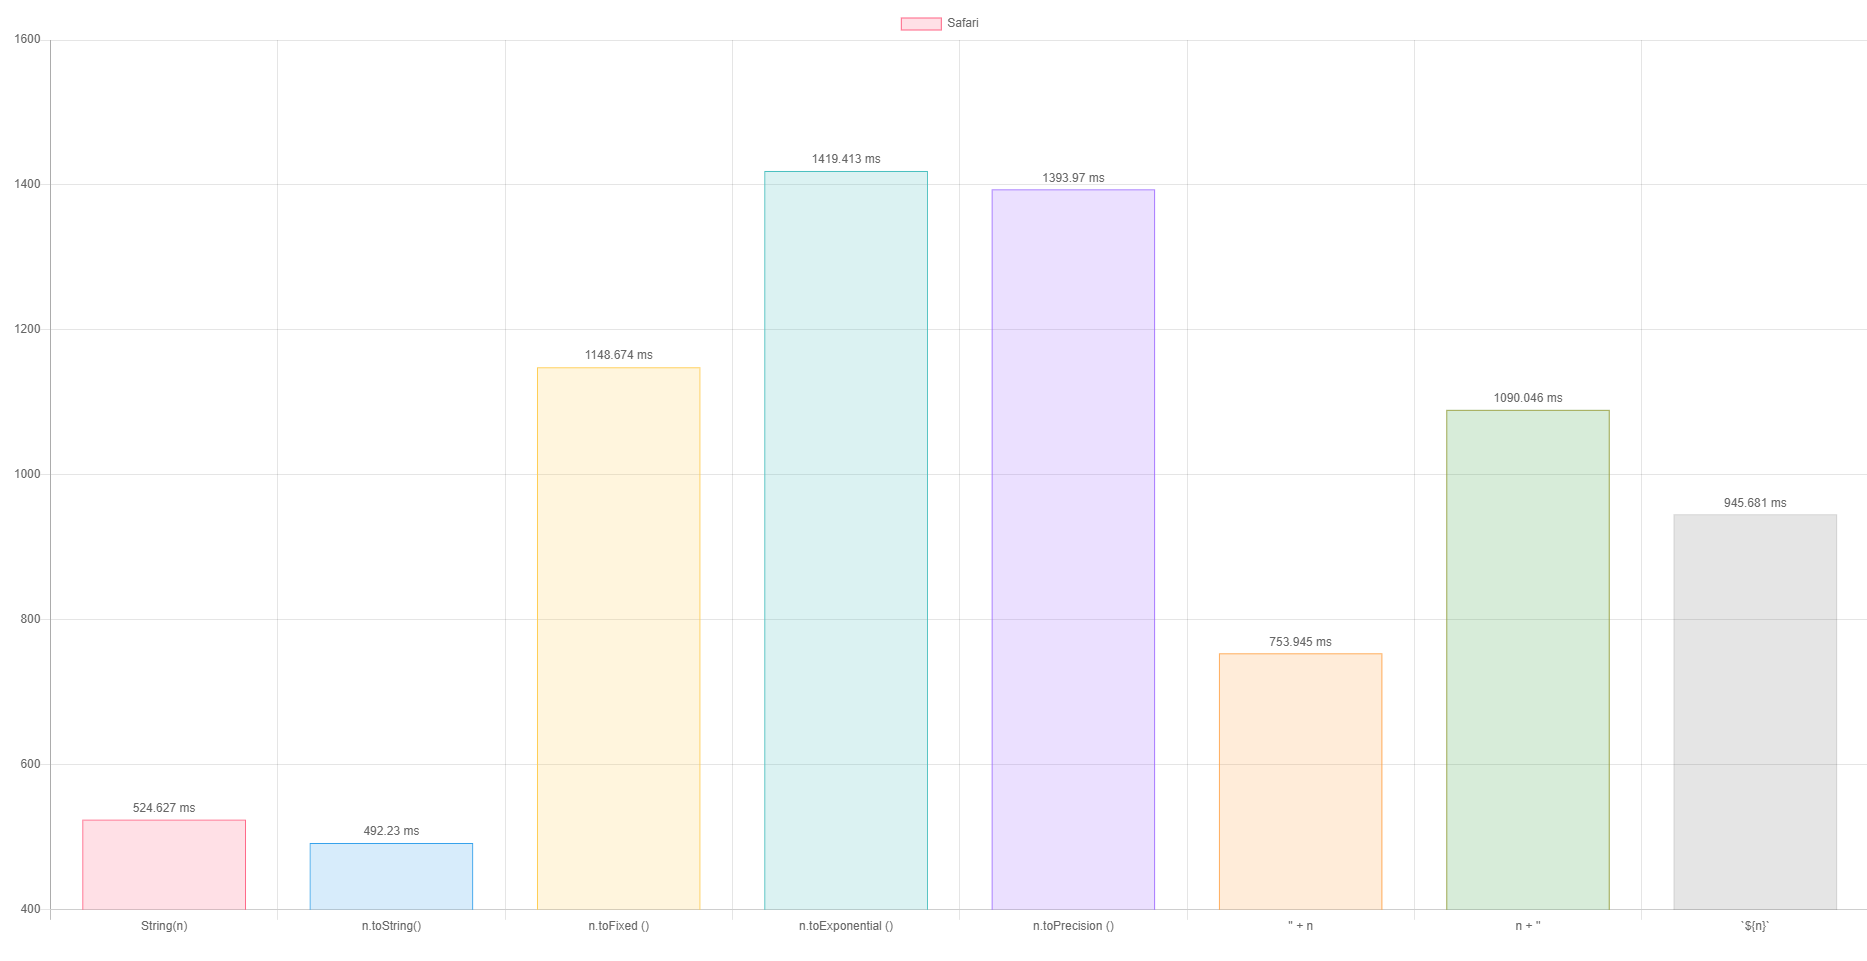 Safari
1600
1400
1200
1000
800
600
400
524.627 ms
492.23 ms
1148.674 ms
1419.413 ms
1393.97 ms
753.945 ms
1090.046 ms
945.681 ms
String(n)
n.toString()
n.toFixed ()
n.toExponential ()
n.toPrecision ()
'' + n
n + ''
`${n}`